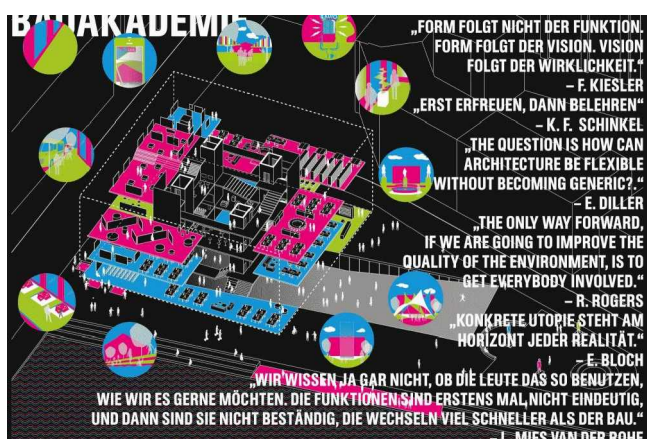 BAUAKADEMIE
„FORM FOLGT NICHT DER FUNKTION.
FORM FOLGT DER VISION. VISION
FOLGT DER WIRKLICHKEIT.“
– F. KIESLER
„ERST ERFREUEN, DANN BELEHREN“
– K. F. SCHINKEL
„THE QUESTION IS HOW CAN
ARCHITECTURE BE FLEXIBLE
WITHOUT BECOMING GENERIC?.“
– E. DILLER
„THE ONLY WAY FORWARD,
IF WE ARE GOING TO IMPROVE THE
QUALITY OF THE ENVIRONMENT, IS TO
GET EVERYBODY INVOLVED.“
– R. ROGERS
„KONKRETE UTOPIE STEHT AM
HORIZONT JEDER REALITÄT.“
– E. BLOCH
„WIR WISSEN JA GAR NICHT, OB DIE LEUTE DAS SO BENUTZEN,
WIE WIR ES GERNE MÖCHTEN. DIE FUNKTIONEN SIND ERSTENS MAL NICHT EINDEUTIG,
UND DANN SIND SIE NICHT BESTÄNDIG, DIE WECHSELN VIEL SCHNELLER ALS DER BAU.“
– L. MIES VAN DER ROHE